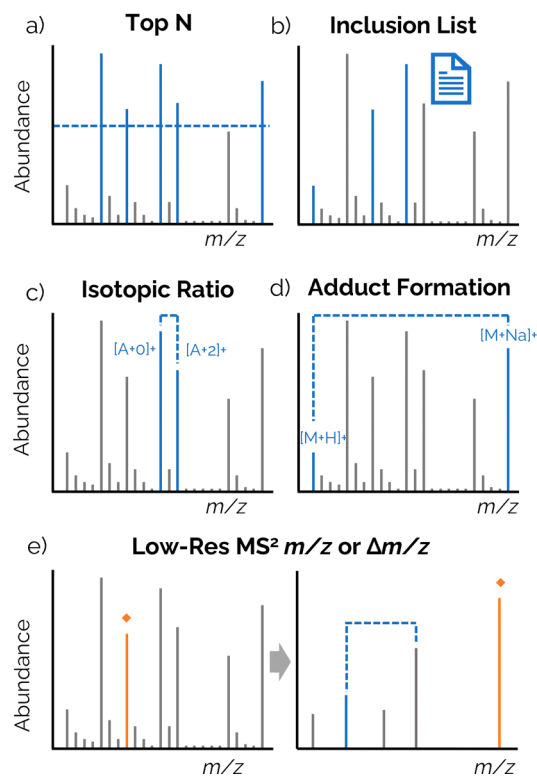 a) Top N
Abundance
m/z
b) Inclusion List
m/z
c) Isotopic Ratio
Abundance
[A+0]+ [A+2]+
m/z
d) Adduct Formation
[M+Na]+
[M+H]+
m/z
e) Low-Res MS² m/z or Δm/z
Abundance
m/z
m/z